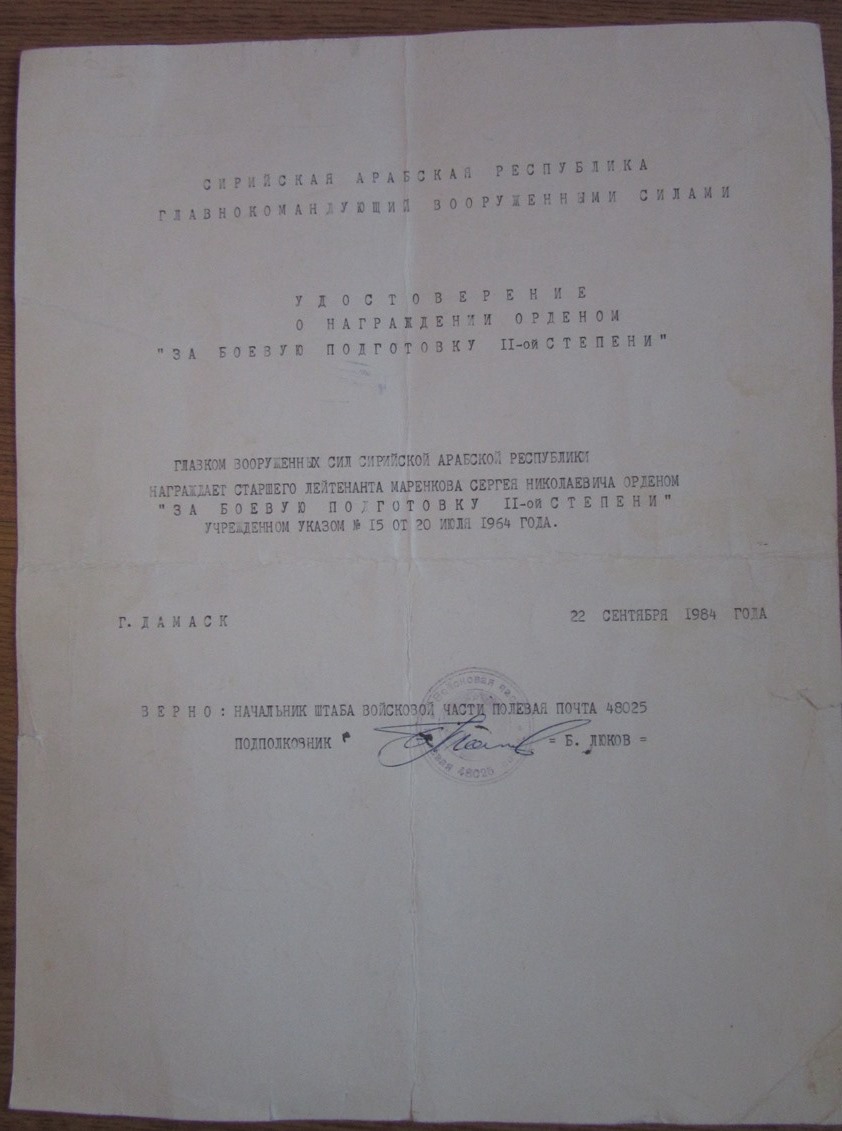 СИРИЙСКАЯ АРАБСКАЯ РЕСПУБЛИКА
ГЛАВНОКОМАНДУЮЩИЙ ВООРУЖЕННЫМИ СИЛАМИ
УДОСТОВЕРЕНИЕ
О НАГРАЖДЕНИИ ОРДЕНОМ
"ЗА БОЕВУЮ ПОДГОТОВКУ II-ой СТЕПЕНИ"
ГЛАВКОМ ВООРУЖЕННЫХ СИЛ СИРИЙСКОЙ АРАБСКОЙ РЕСПУБЛИКИ
НАГРАЖДАЕТ СТАРШЕГО ЛЕЙТЕНАНТА МАРЕНКОВА СЕРГЕЯ НИКОЛАЕВИЧА ОРДЕНОМ
"ЗА БОЕВУЮ ПОДГОТОВКУ II-ой СТЕПЕНИ"
УЧРЕЖДЕННОМ УКАЗОМ № 15 ОТ 20 ИЮЛЯ 1964 ГОДА.
Г. ДАМАСК 22 СЕНТЯБРЯ 1984 ГОДА
ВЕРНО: НАЧАЛЬНИК ШТАБА ВОЙСКОВОЙ ЧАСТИ ПОЛЕВАЯ ПОЧТА 48025
ПОДПОЛКОВНИК = Б. ЛЮКОВ =
Войсковая
48025